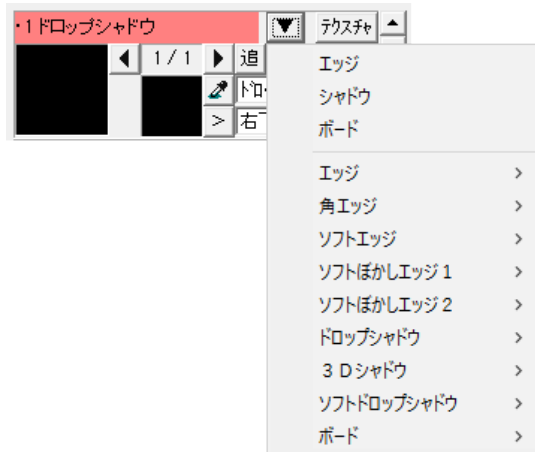 ・1ドロップシャドウ ▼ テクスチャ
1/1 追
ﾄﾞﾛ
> 右
エッジ
シャドウ
ボード
エッジ >
角エッジ >
ソフトエッジ >
ソフトぼかしエッジ1 >
ソフトぼかしエッジ2 >
ドロップシャドウ >
3Dシャドウ >
ソフトドロップシャドウ >
ボード >